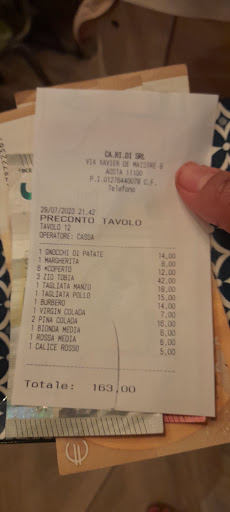 CA.RI.DI SRL
VIA XAVIER DE MAISTRE 8
AOSTA 11100
P.I.01276440078 C.F.
Telefono
29/07/2023 21.42
PRECONTO TAVOLO
TAVOLO 12
OPERATORE: CASSA
1 GNOCCHI DI PATATE 14,00
1 MARGHERITA 8,00
6 *COPERTO 12,00
3 ZIO TOBIA 42,00
1 TAGLIATA MANZO 18,00
1 TAGLIATA POLLO 15,00
1 BURBERO 14,00
1 VIRGIN COLADA 7,00
2 PINA COLADA 16,00
1 BIONDA MEDIA 6,00
1 ROSSA MEDIA 6,00
1 CALICE ROSSO 5,00
Totale: 163,00